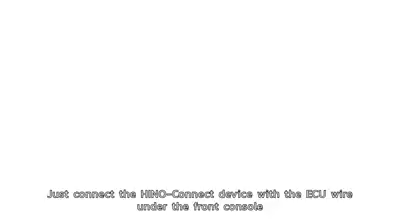 Just connect the HINO-Connect device with the ECU wire
under the front console